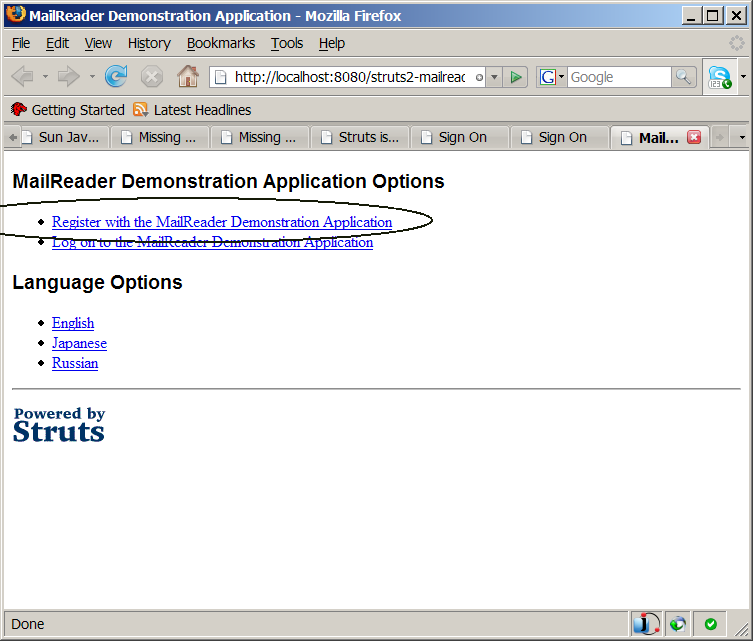 MailReader Demonstration Application - Mozilla Firefox
File Edit View History Bookmarks Tools Help
http://localhost:8080/struts2-mailreac G Google
Getting Started Latest Headlines
Sun Jav... Missing ... Missing ... Struts is... Sign On Sign On Mail...
MailReader Demonstration Application Options
Register with the MailReader Demonstration Application
Log on to the MailReader Demonstration Application
Language Options
English
Japanese
Russian
Powered by
Struts
Done